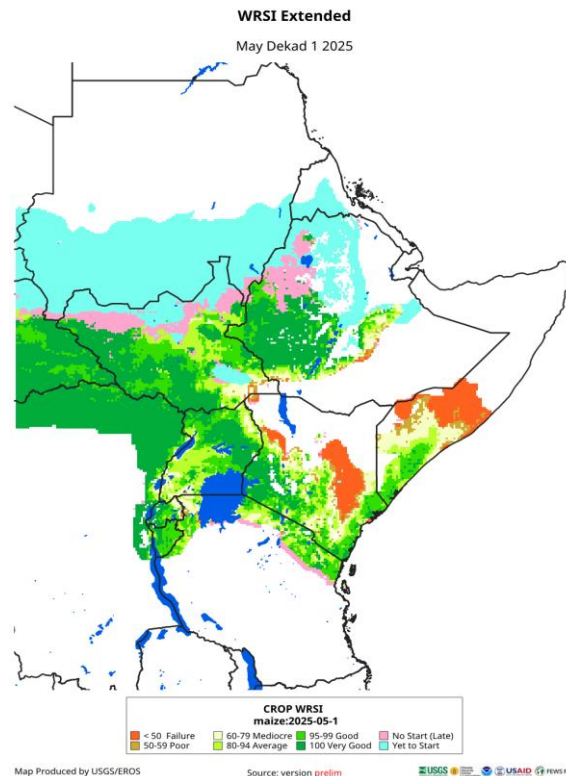 WRSI Extended
May Dekad 1 2025
CROP WRSI
maize:2025-05-1
< 50 Failure
50-59 Poor
60-79 Mediocre
80-94 Average
95-99 Good
100 Very Good
No Start (Late)
Yet to Start
Map Produced by USGS/EROS
Source: version prelim
USGS
USAID
FEWS